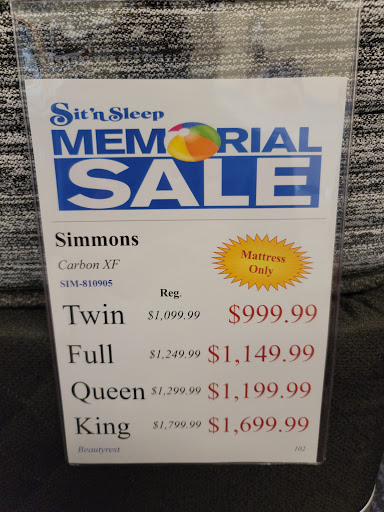 Sit'n Sleep
MEMORIAL
SALE
Simmons
Carbon XF
SIM-810905
Mattress
Only
Reg.
Twin $1,099.99 $999.99
Full $1,249.99 $1,149.99
Queen $1,299.99 $1,199.99
King $1,799.99 $1,699.99
Beautyrest 102